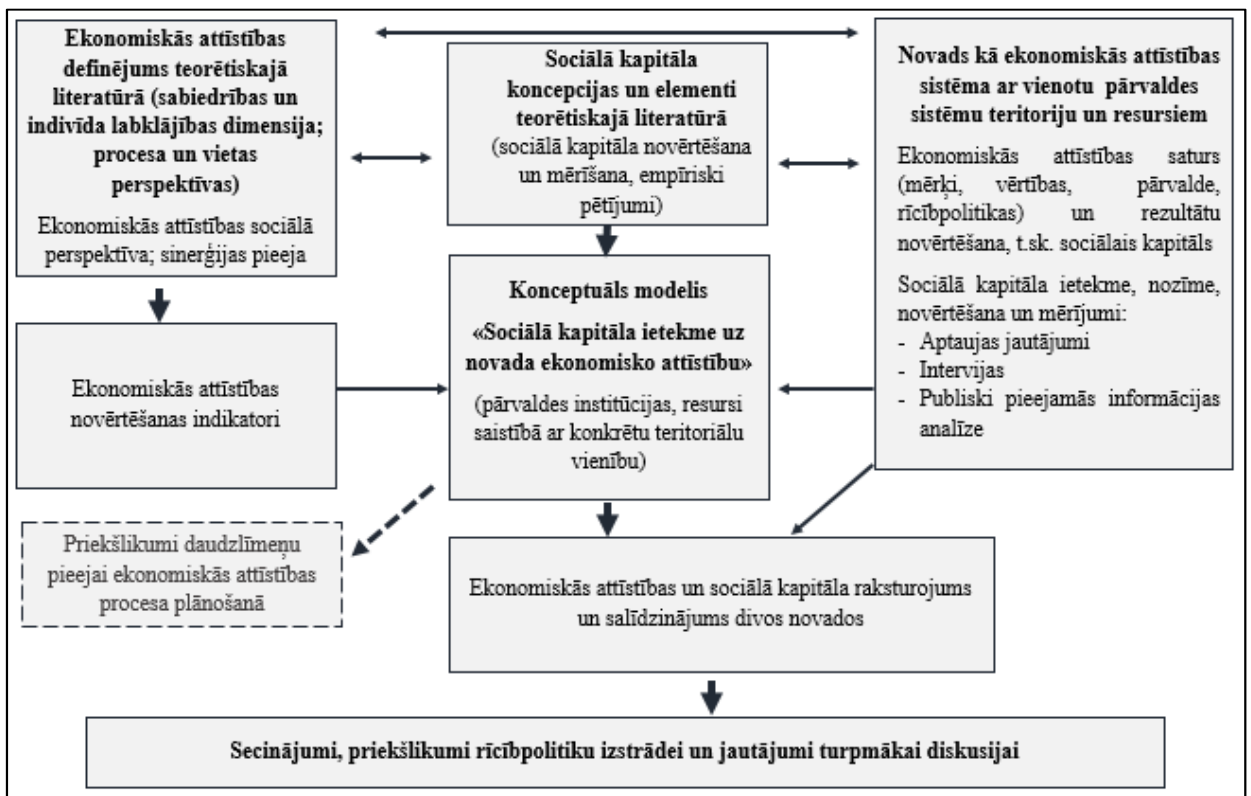 Ekonomiskās attīstības
definējums teorētiskajā
literatūrā (sabiedrības un
indivīda labklājības dimensija;
procesa un vietas
perspektīvas)
Ekonomiskās attīstības sociālā
perspektīva; sinerģijas pieeja
Sociālā kapitāla
koncepcijas un elementi
teorētiskajā literatūrā
(sociālā kapitāla novērtēšana
un mērīšana, empīriski
pētījumi)
Novads kā ekonomiskās attīstības
sistēma ar vienotu pārvaldes
sistēmu teritoriju un resursiem
Ekonomiskās attīstības saturs
(mērķi, vērtības, pārvalde,
rīcībpolitikas) un rezultātu
novērtēšana, t.sk. sociālais kapitāls
Sociālā kapitāla ietekme, nozīme,
novērtēšana un mērījumi:
- Aptaujas jautājumi
- Intervijas
- Publiski pieejamās informācijas
analīze
Ekonomiskās attīstības
novērtēšanas indikatori
Konceptuāls modelis
«Sociālā kapitāla ietekme uz
novada ekonomisko attīstību»
(pārvaldes institūcijas, resursi
saistībā ar konkrētu teritoriālu
vienību)
Priekšlikumi daudzlīmeņu
pieejai ekonomiskās attīstības
procesa plānošanā
Ekonomiskās attīstības un sociālā kapitāla raksturojums
un salīdzinājums divos novados
Secinājumi, priekšlikumi rīcībpolitiku izstrādei un jautājumi turpmākai diskusijai